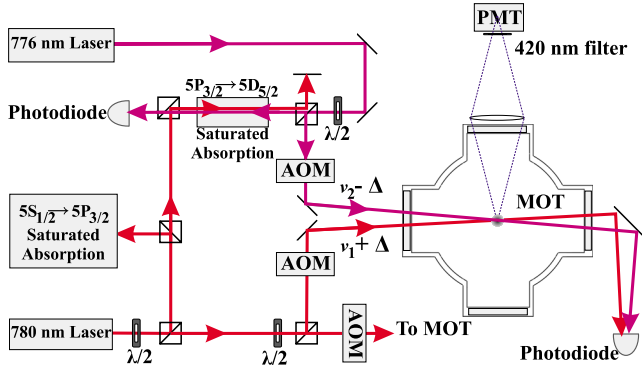 776 nm Laser
PMT
420 nm filter
5P3/2→5D5/2
Photodiode
Saturated
Absorption
λ/2
AOM
ν2- Δ
MOT
5S1/2→5P3/2
Saturated
Absorption
ν1+ Δ
AOM
780 nm Laser
λ/2
λ/2
AOM
To MOT
Photodiode